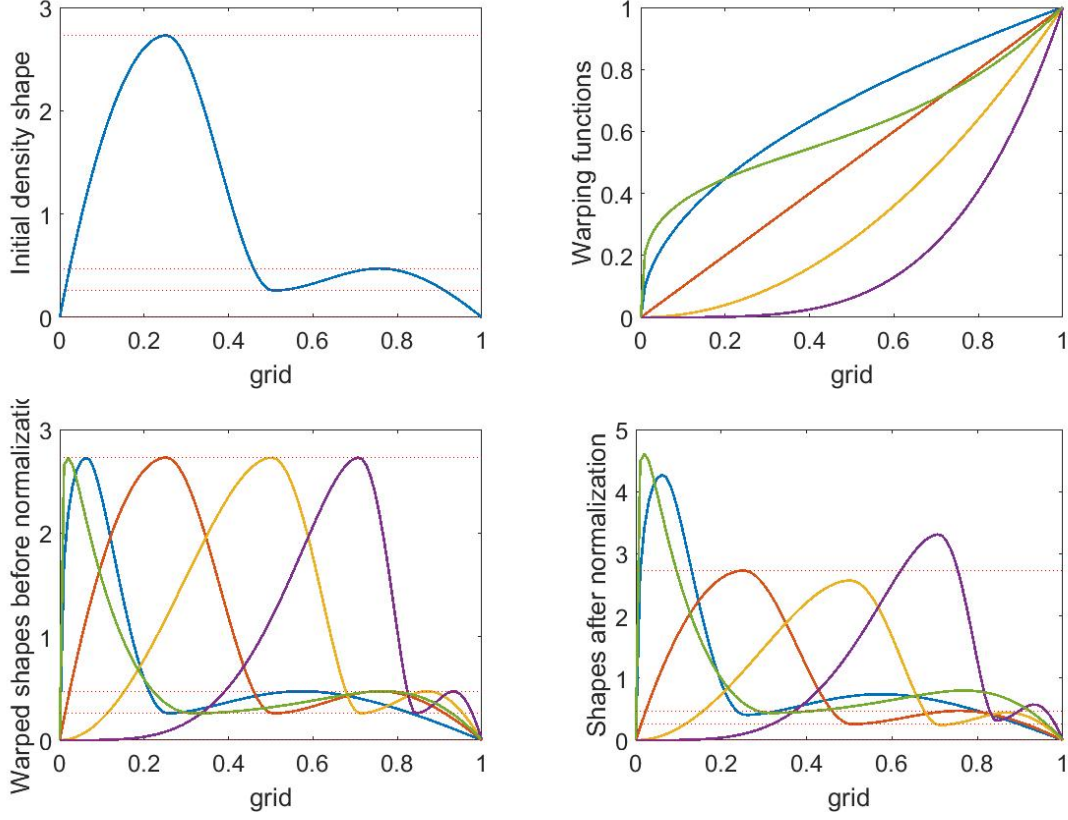 3
2
1
0
Initial density shape
0 0.2 0.4 0.6 0.8 1
grid
1
0.8
0.6
0.4
0.2
0
Warping functions
0 0.2 0.4 0.6 0.8 1
grid
3
2
1
0
Warped shapes before normalizatic
0 0.2 0.4 0.6 0.8 1
grid
5
4
3
2
1
0
Shapes after normalization
0 0.2 0.4 0.6 0.8 1
grid